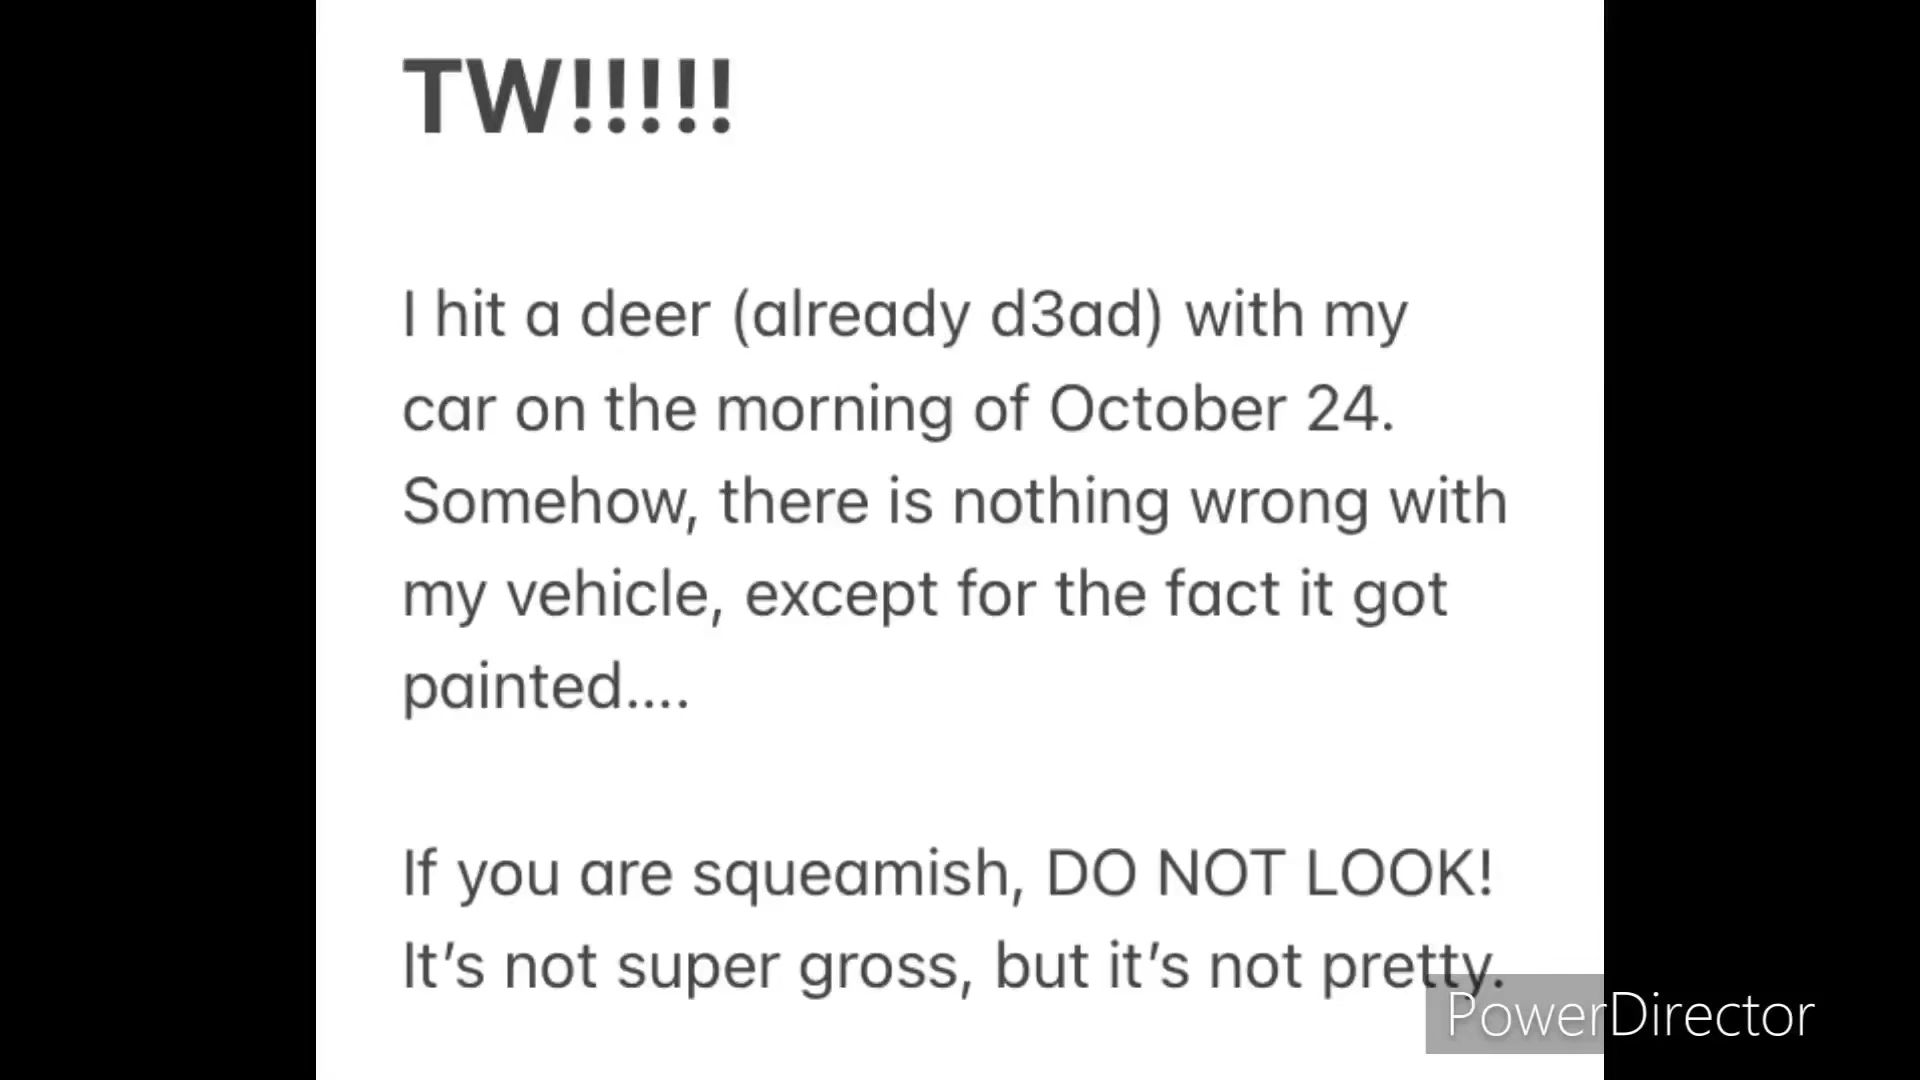 TW!!!!!
I hit a deer (already d3ad) with my
car on the morning of October 24.
Somehow, there is nothing wrong with
my vehicle, except for the fact it got
painted....
If you are squeamish, DO NOT LOOK!
It’s not super gross, but it’s not pretty.
PowerDirector